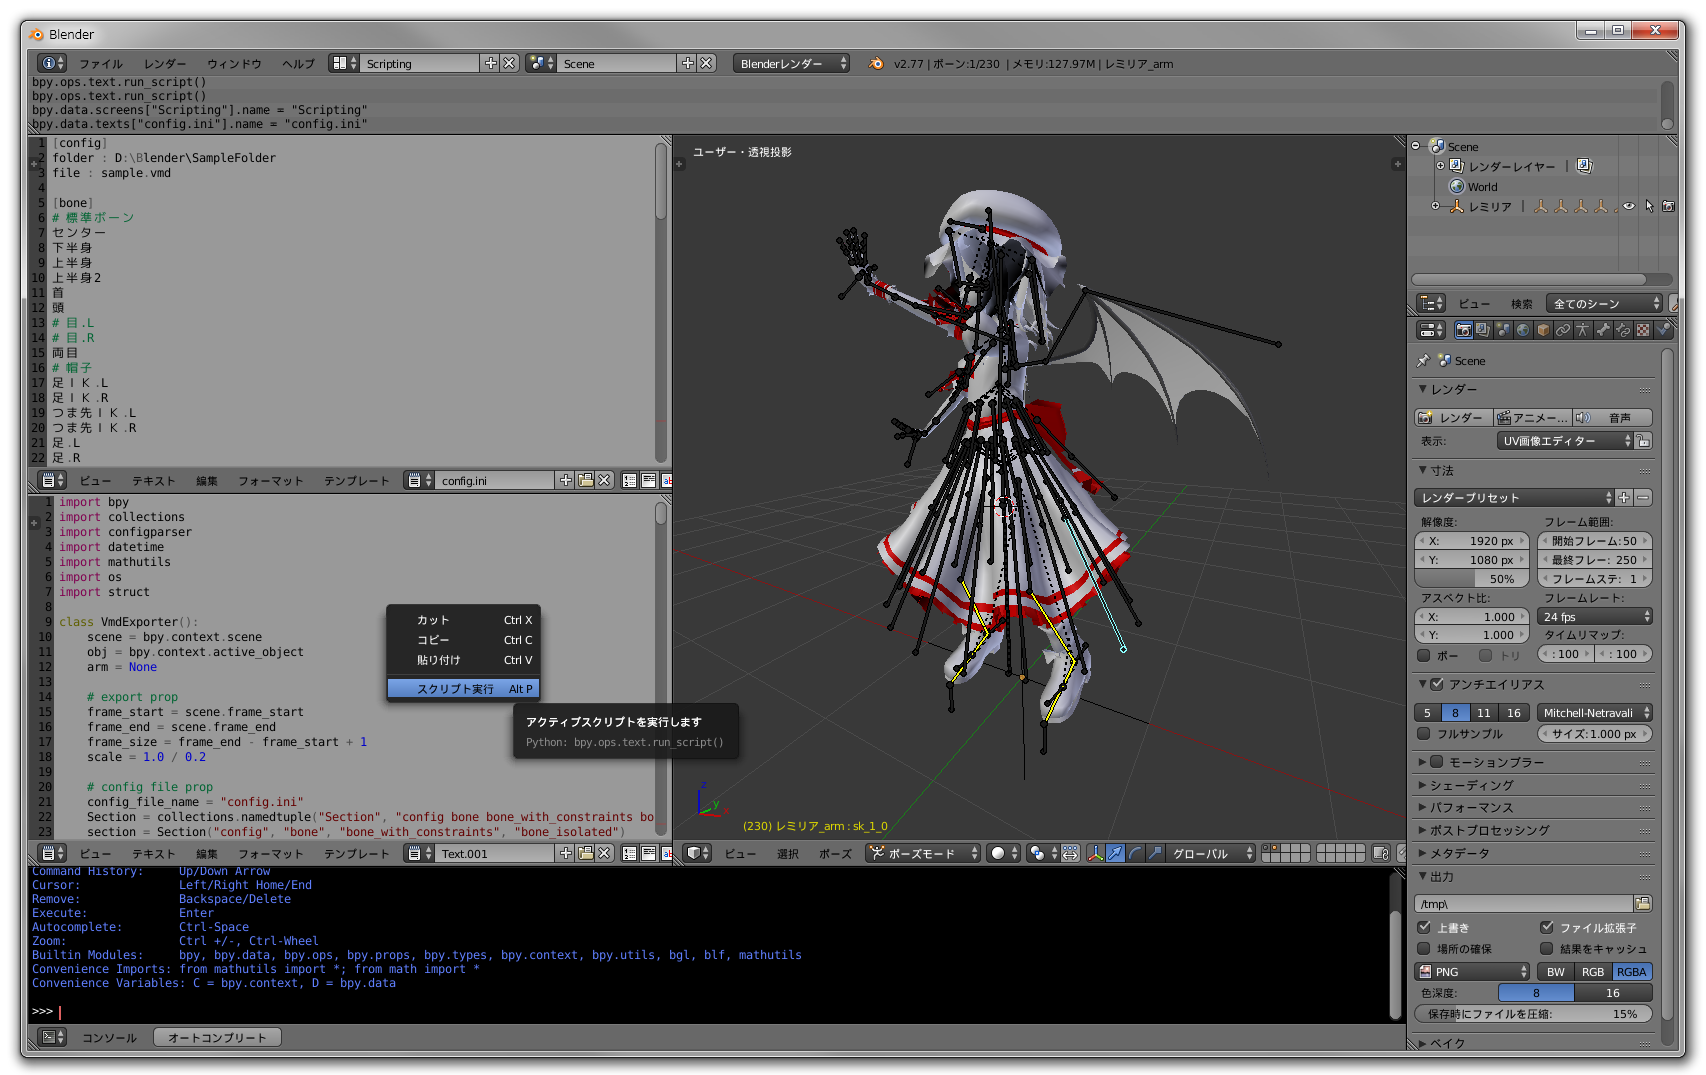 Blender
ファイル レンダー ウィンドウ ヘルプ Scripting Scene Blenderレンダー v2.77 | ボーン:1/230 | メモリ:127.97M | レミリア_arm
bpy.ops.text.run_script()
bpy.ops.text.run_script()
bpy.data.screens["Scripting"].name = "Scripting"
bpy.data.texts["config.ini"].name = "config.ini"
1 [config]
2 folder : D:\Blender\SampleFolder
3 file : sample.vmd
4
5 [bone]
6 # 標準ボーン
7 センター
8 下半身
9 上半身
10 上半身2
11 首
12 頭
13 # 目.L
14 # 目.R
15 両目
16 # 帽子
17 足ＩＫ.L
18 足ＩＫ.R
19 つま先ＩＫ.L
20 つま先ＩＫ.R
21 足.L
22 足.R
ビュー テキスト 編集 フォーマット テンプレート config.ini
1 import bpy
2 import collections
3 import configparser
4 import datetime
5 import mathutils
6 import os
7 import struct
8
9 class VmdExporter():
10 scene = bpy.context.scene
11 obj = bpy.context.active_object
12 arm = None
13
14 # export prop
15 frame_start = scene.frame_start
16 frame_end = scene.frame_end
17 frame_size = frame_end - frame_start + 1
18 scale = 1.0 / 0.2
19
20 # config file prop
21 config_file_name = "config.ini"
22 Section = collections.namedtuple("Section", "config bone bone_with_constraints bo
23 section = Section("config", "bone", "bone_with_constraints", "bone_isolated")
カット Ctrl X
コピー Ctrl C
貼り付け Ctrl V
スクリプト実行 Alt P
アクティブスクリプトを実行します
Python: bpy.ops.text.run_script()
ビュー テキスト 編集 フォーマット テンプレート Text.001
ユーザー・透視投影
z
y
x
(230) レミリア_arm : sk_1_0
ビュー 選択 ポーズ ポーズモード グローバル
Command History: Up/Down Arrow
Cursor: Left/Right Home/End
Remove: Backspace/Delete
Execute: Enter
Autocomplete: Ctrl-Space
Zoom: Ctrl +/-, Ctrl-Wheel
Builtin Modules: bpy, bpy.data, bpy.ops, bpy.props, bpy.types, bpy.context, bpy.utils, bgl, blf, mathutils
Convenience Imports: from mathutils import *; from math import *
Convenience Variables: C = bpy.context, D = bpy.data
>>>
コンソール オートコンプリート
Scene
レンダーレイヤー |
World
レミリア |
ビュー 検索 全てのシーン
Scene
レンダー
レンダー アニメー... 音声
表示: UV画像エディター
寸法
レンダープリセット
解像度: フレーム範囲:
X: 1920 px 開始フレーム:50
Y: 1080 px 最終フレー: 250
50% フレームステ: 1
アスペクト比: フレームレート:
X: 1.000 24 fps
Y: 1.000 タイムリマップ:
ボー トリ : 100 : 100
アンチエイリアス
5 8 11 16 Mitchell-Netravali
フルサンプル サイズ: 1.000 px
モーションブラー
シェーディング
パフォーマンス
ポストプロセッシング
メタデータ
出力
/tmp\
上書き ファイル拡張子
場所の確保 結果をキャッシュ
PNG BW RGB RGBA
色深度: 8 16
保存時にファイルを圧縮: 15%
ベイク